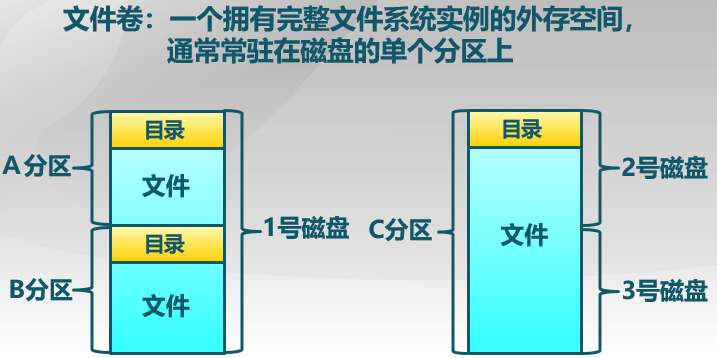 文件卷：一个拥有完整文件系统实例的外存空间，
通常常驻在磁盘的单个分区上
A分区
目录
文件
B分区
目录
文件
1号磁盘
C分区
目录
文件
2号磁盘
3号磁盘